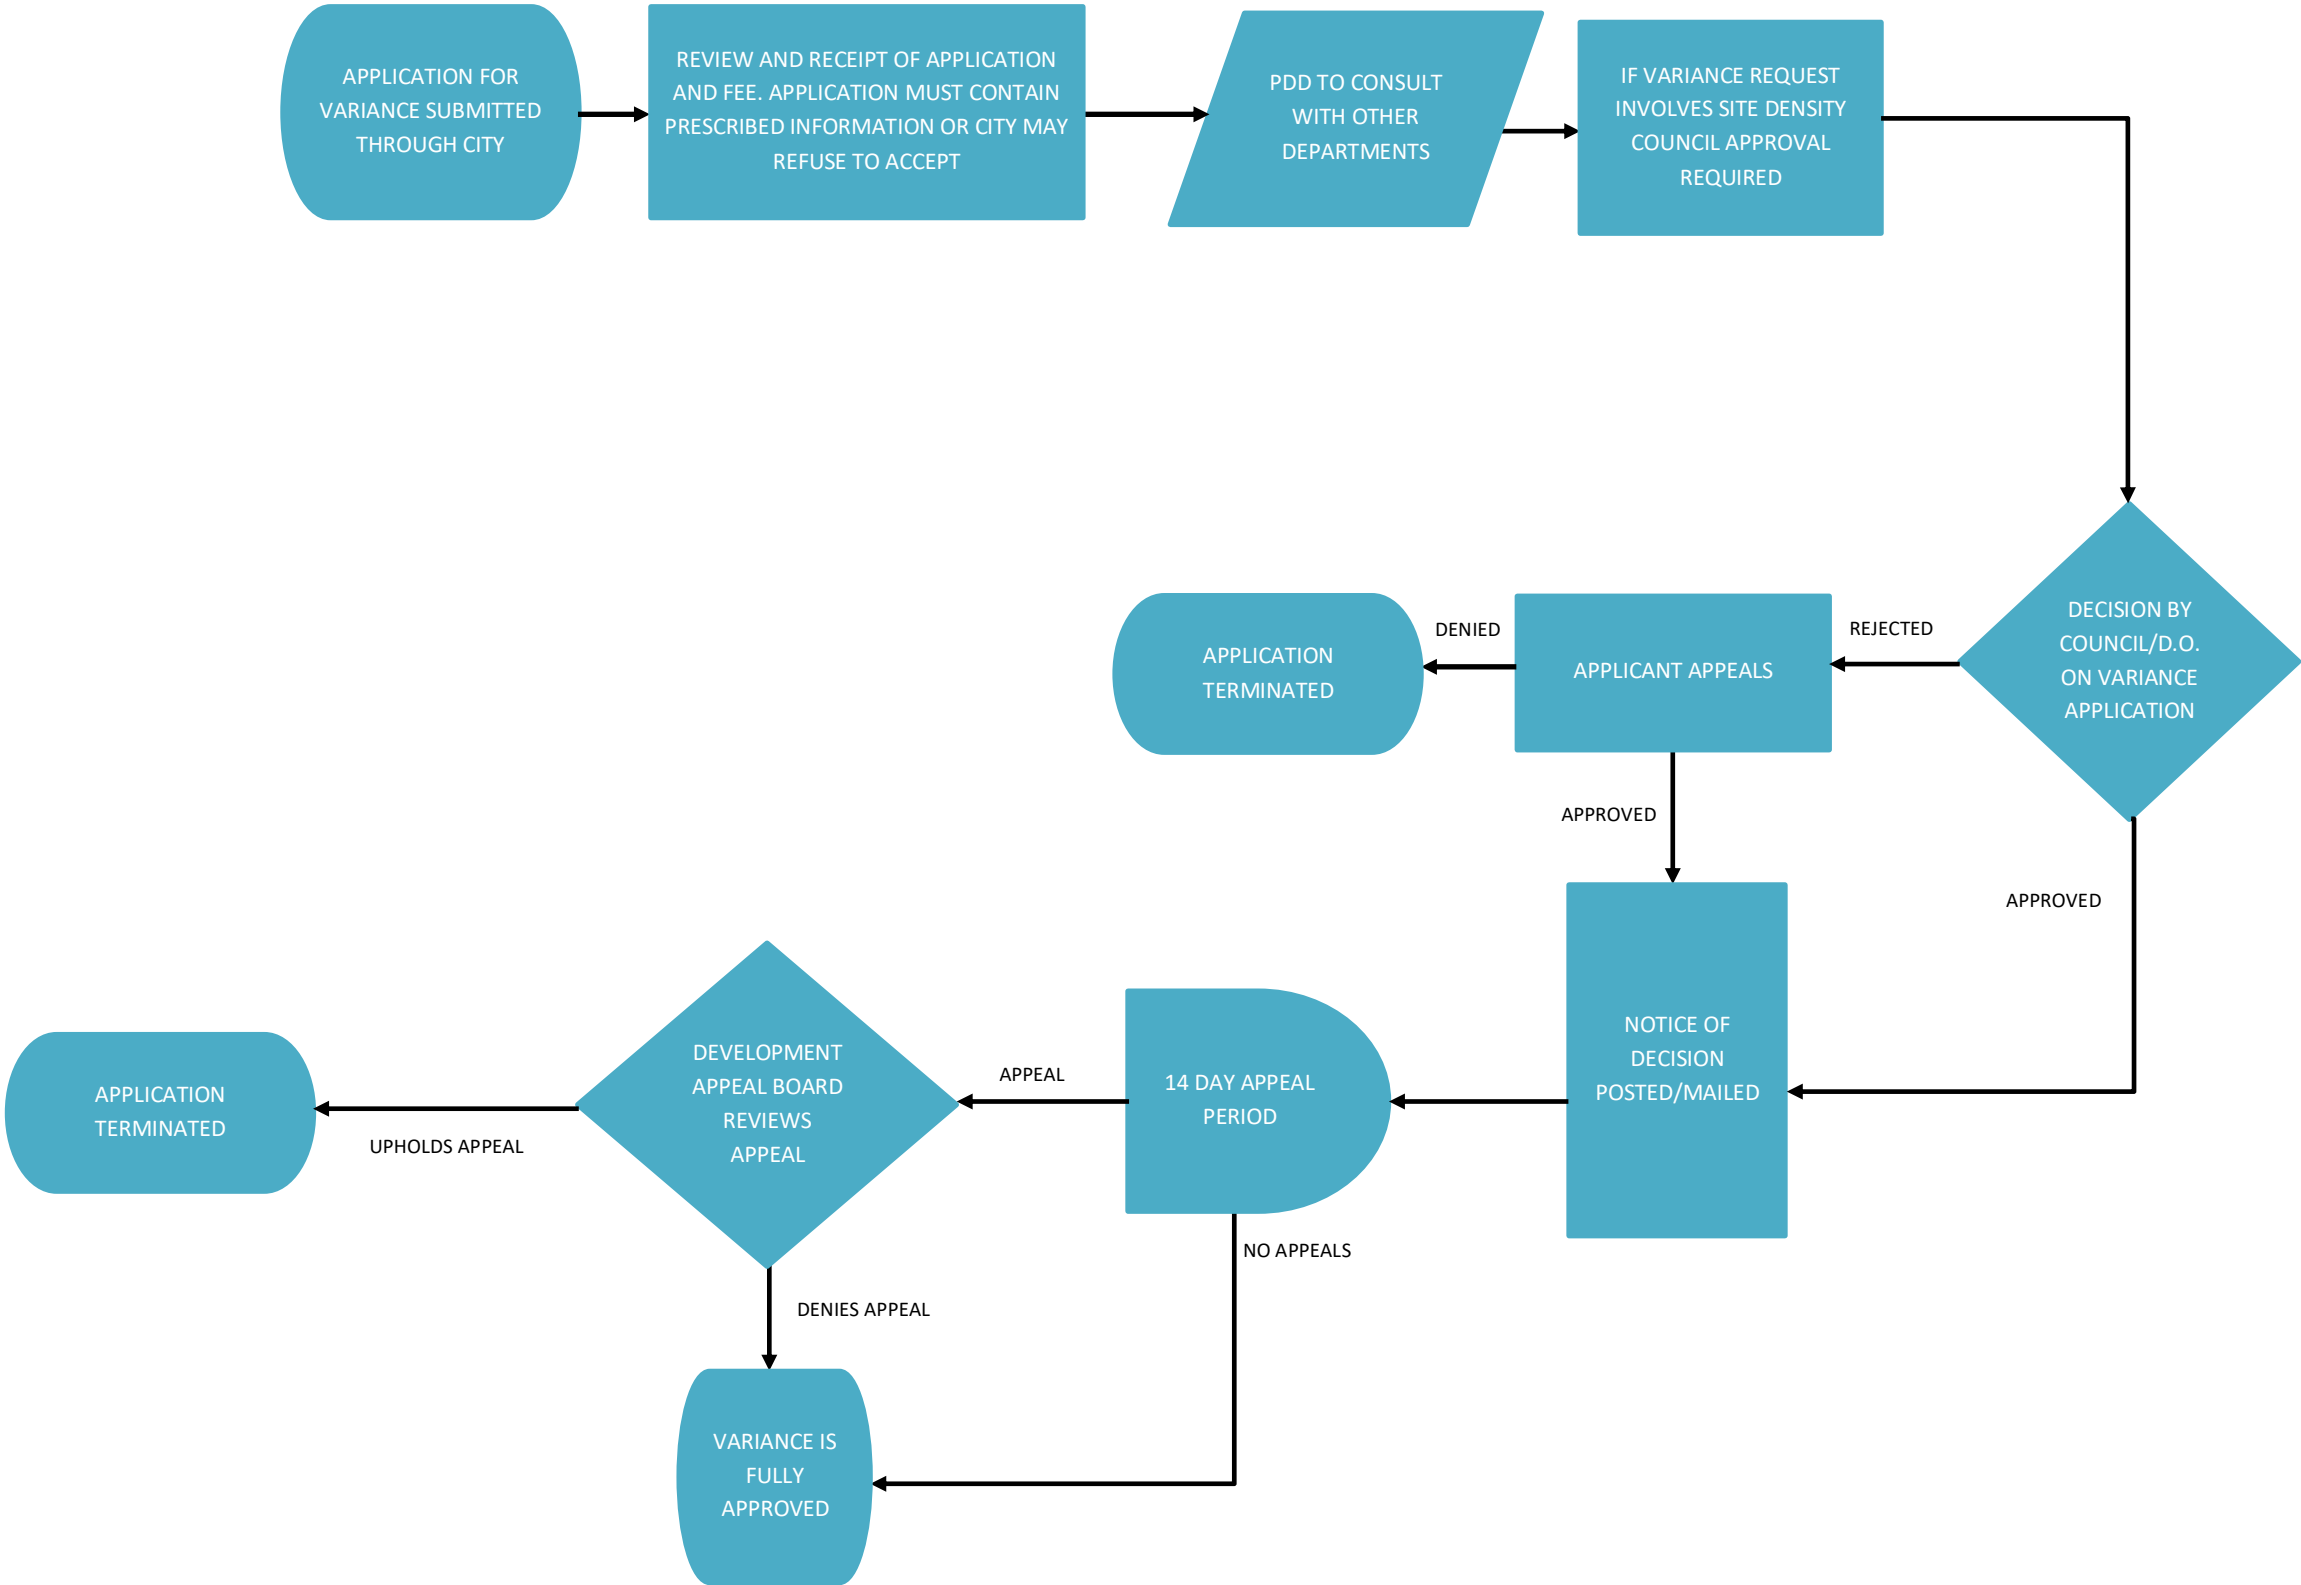 APPLICATION FOR
VARIANCE SUBMITTED
THROUGH CITY
REVIEW AND RECEIPT OF APPLICATION
AND FEE. APPLICATION MUST CONTAIN
PRESCRIBED INFORMATION OR CITY MAY
REFUSE TO ACCEPT
PDD TO CONSULT
WITH OTHER
DEPARTMENTS
IF VARIANCE REQUEST
INVOLVES SITE DENSITY
COUNCIL APPROVAL
REQUIRED
DECISION BY
COUNCIL/D.O.
ON VARIANCE
APPLICATION
REJECTED
APPLICANT APPEALS
DENIED
APPLICATION
TERMINATED
APPROVED
APPROVED
NOTICE OF
DECISION
POSTED/MAILED
14 DAY APPEAL
PERIOD
APPEAL
DEVELOPMENT
APPEAL BOARD
REVIEWS
APPEAL
UPHOLDS APPEAL
APPLICATION
TERMINATED
NO APPEALS
DENIES APPEAL
VARIANCE IS
FULLY
APPROVED